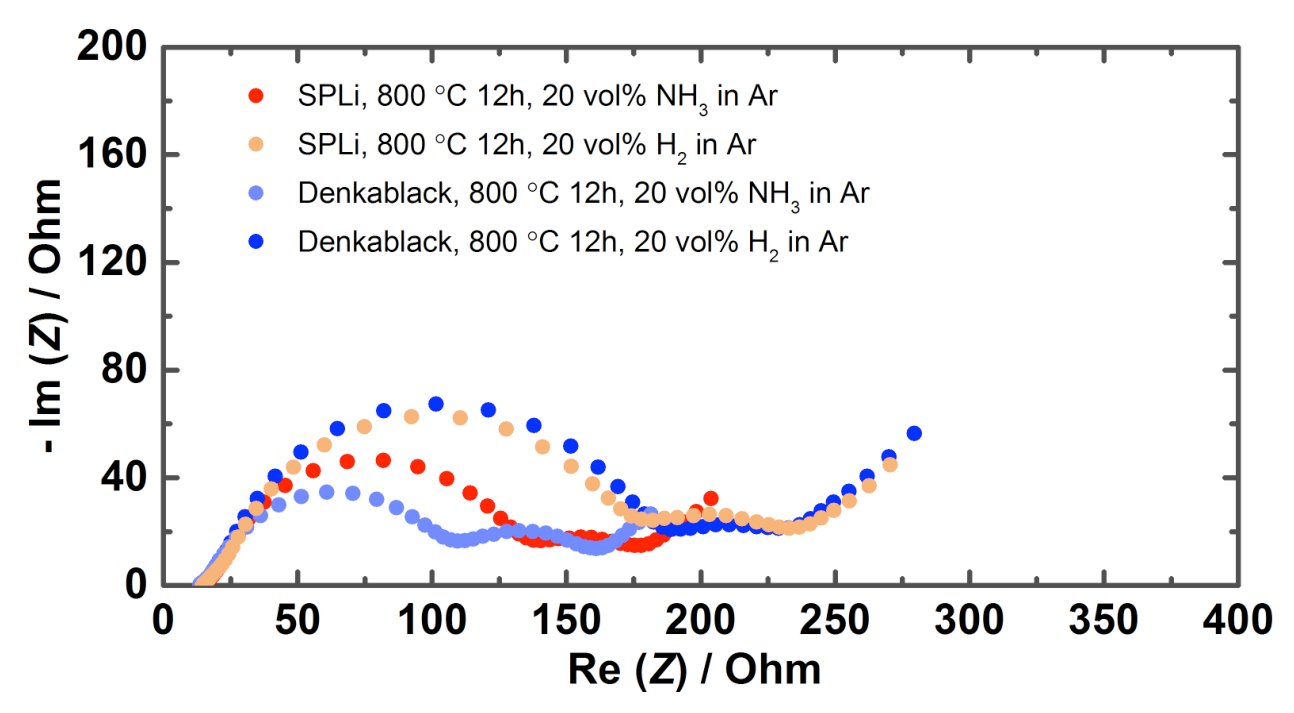 200
160
120
80
40
0
- Im (Z) / Ohm
SPLi, 800 °C 12h, 20 vol% NH₃ in Ar
SPLi, 800 °C 12h, 20 vol% H₂ in Ar
Denkablack, 800 °C 12h, 20 vol% NH₃ in Ar
Denkablack, 800 °C 12h, 20 vol% H₂ in Ar
0 50 100 150 200 250 300 350 400
Re (Z) / Ohm